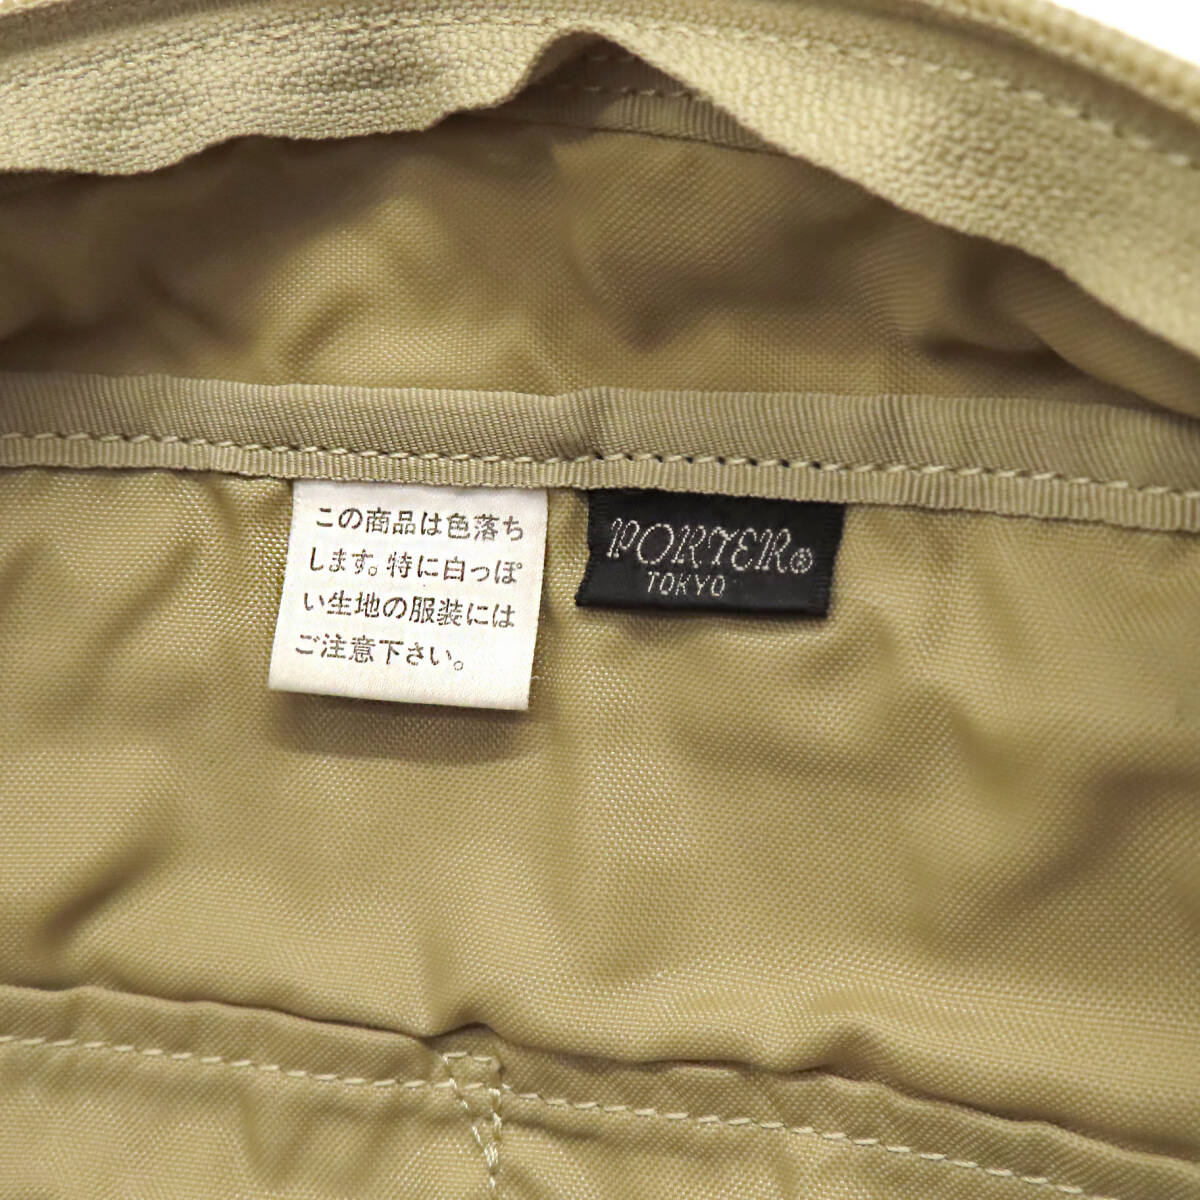 この商品は色落ち
します。特に白っぽ
い生地の服装には
ご注意下さい。
PORTER®
TOKYO